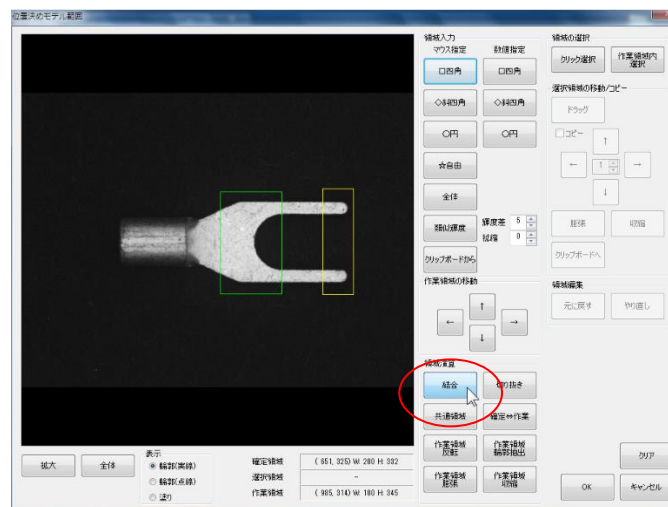 位置決めモデル範囲
領域入力
マウス指定 数値指定
□四角 □四角
◇斜四角 ◇斜四角
○円 ○円
☆自由
全体
類似輝度 輝度差 5
拡縮 0
クリップボードから
作業領域の移動
↑
← →
↓
領域演算
結合 切り抜き
共通領域 確定⇔作業
作業領域反転 作業領域輪郭抽出
作業領域膨張 作業領域収縮
領域の選択
クリック選択 作業領域内選択
選択領域の移動/コピー
ドラッグ
コピー
↑
← 1 →
↓
膨張 収縮
クリップボードへ
領域編集
元に戻す やり直し
クリア
OK キャンセル
拡大 全体
表示
輪郭(実線)
輪郭(点線)
塗り
確定領域 ( 651, 325) W: 280 H: 332
選択領域 -
作業領域 ( 985, 314) W: 180 H: 345